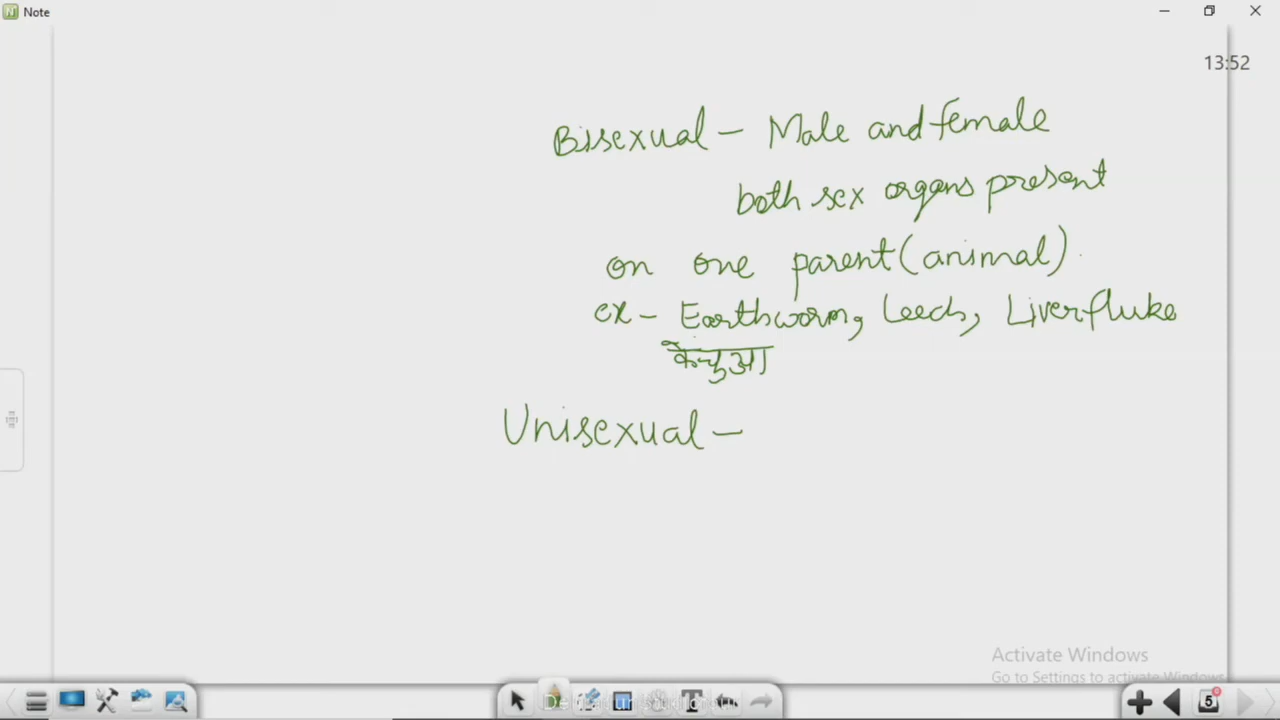 Note
13:52
Bisexual - Male and female
both sex organs present
on one parent (animal).
ex - Earthworm, Leech, Liverfluke
केंचुआ
Unisexual -
Activate Windows
Go to Settings to activate Windows
5